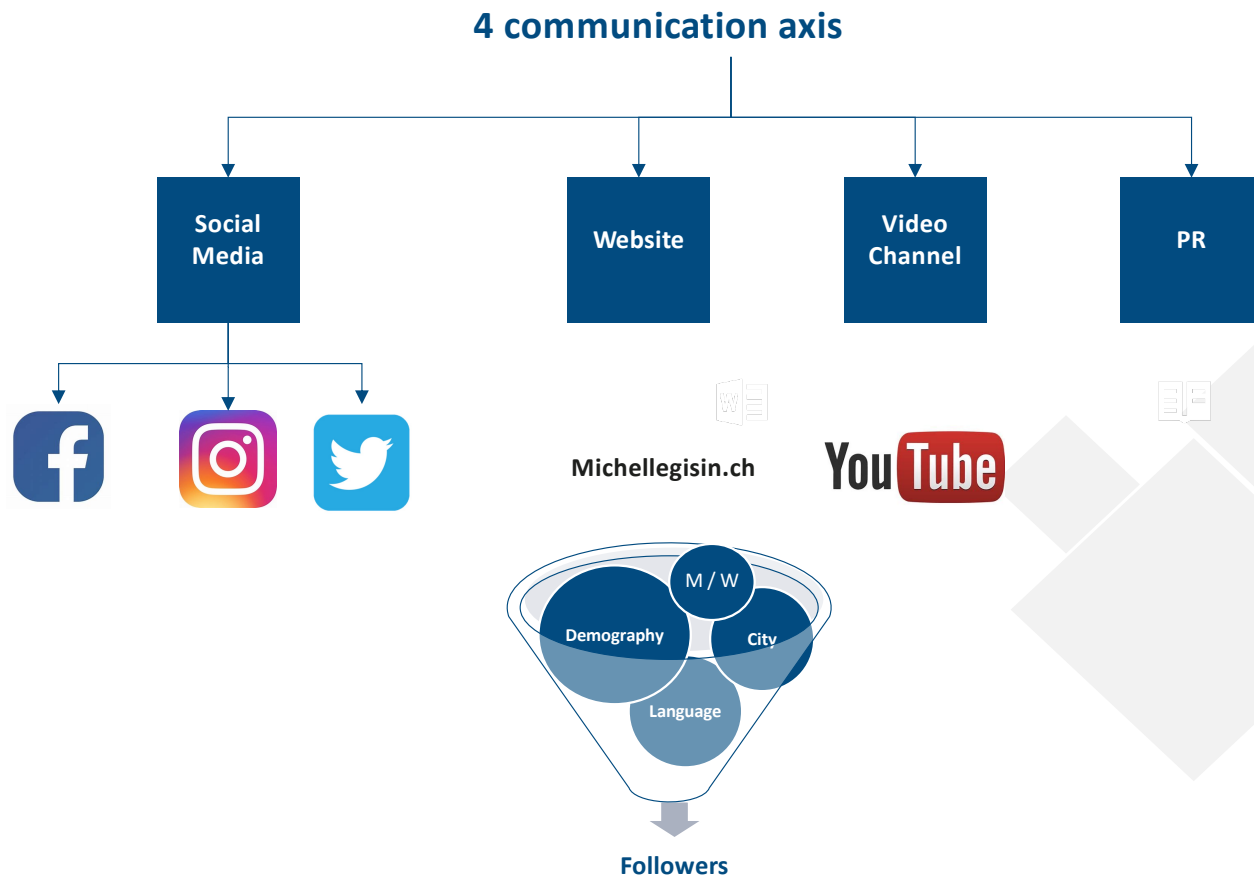 4 communication axis
Social
Media
Website
Video
Channel
PR
Michellegisin.ch
YouTube
M / W
Demography
City
Language
Followers